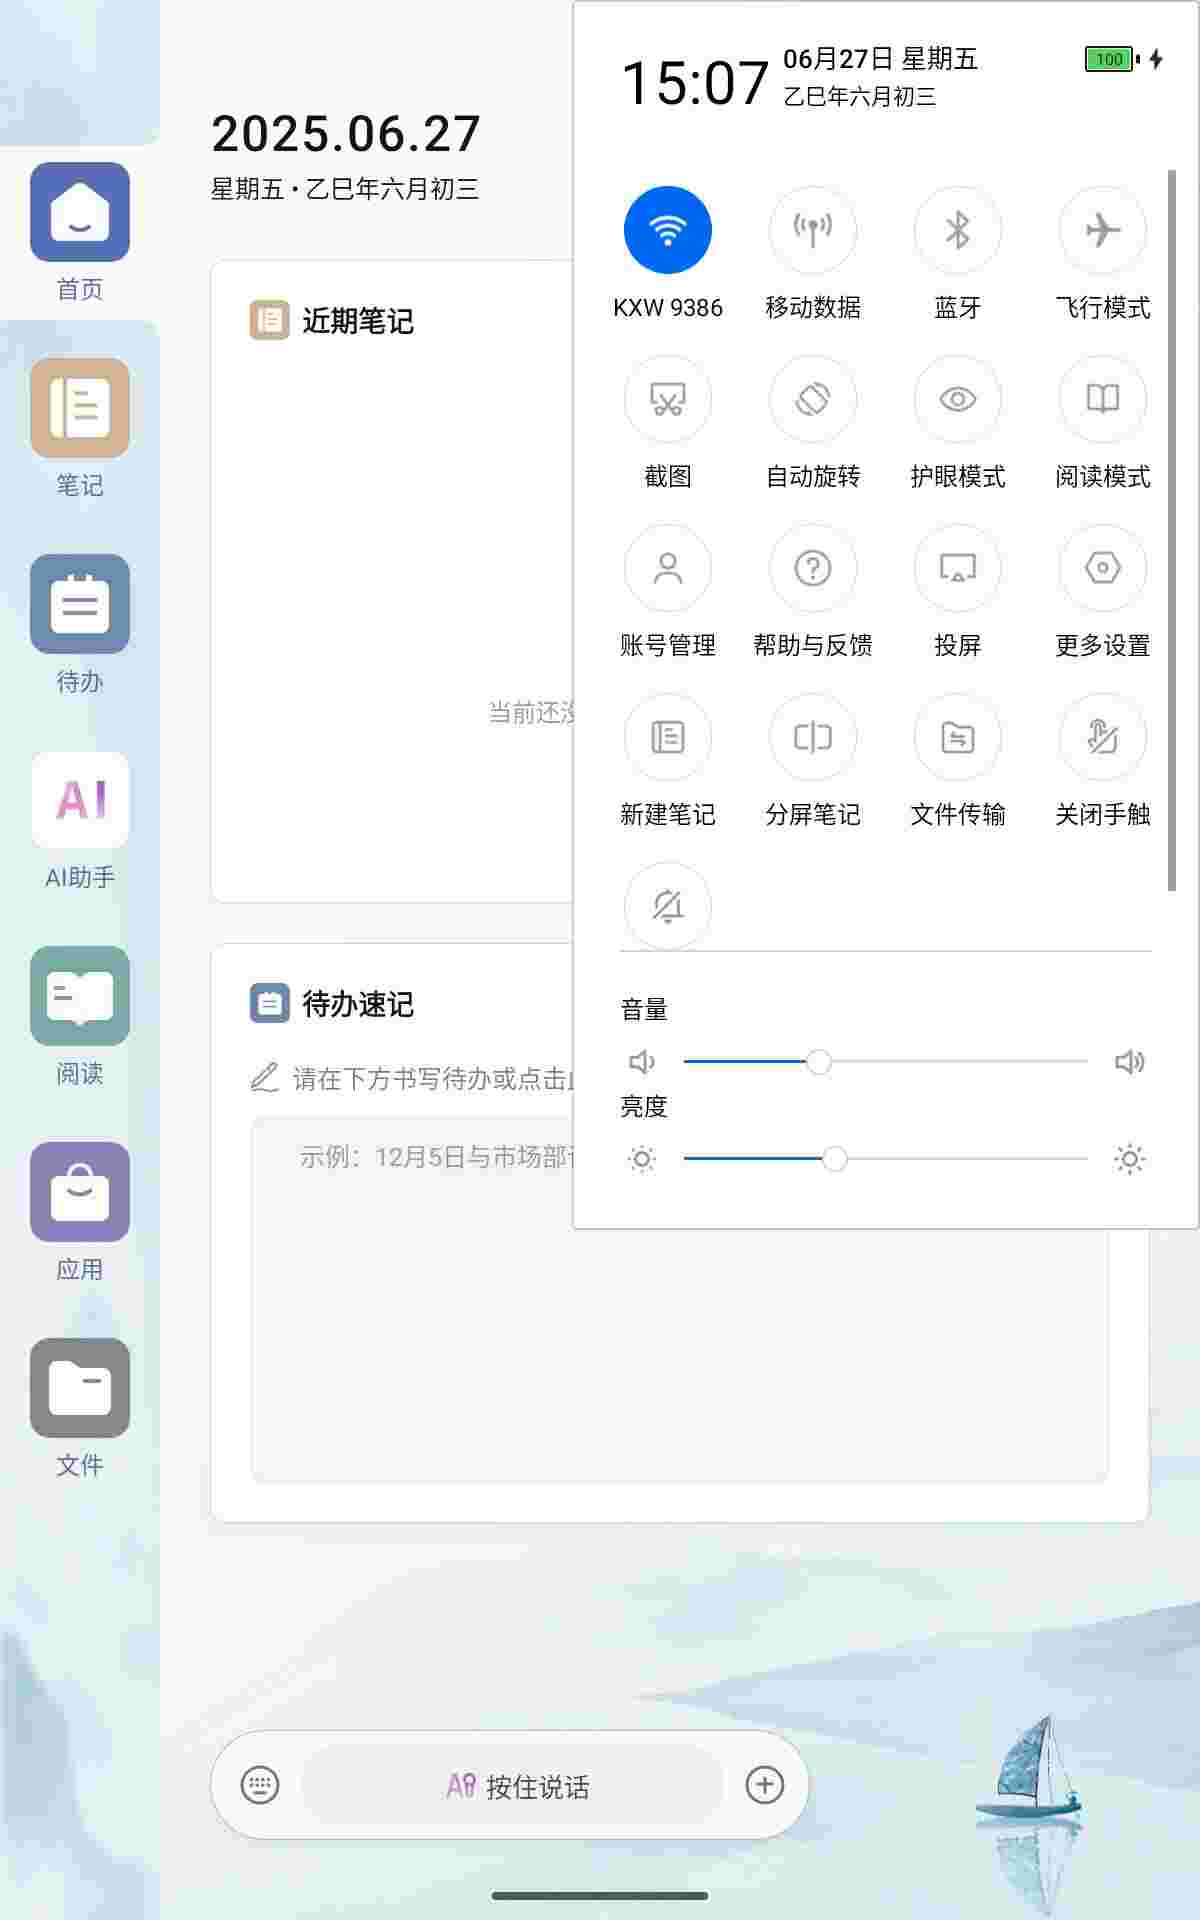 2025.06.27
星期五 • 乙巳年六月初三
首页
笔记
待办
AI
AI助手
阅读
应用
文件
近期笔记
当前还没
待办速记
请在下方书写待办或点击
示例：12月5日与市场部
AI 按住说话
15:07
06月27日 星期五
乙巳年六月初三
100
KXW 9386
移动数据
蓝牙
飞行模式
截图
自动旋转
护眼模式
阅读模式
账号管理
帮助与反馈
投屏
更多设置
新建笔记
分屏笔记
文件传输
关闭手触
音量
亮度